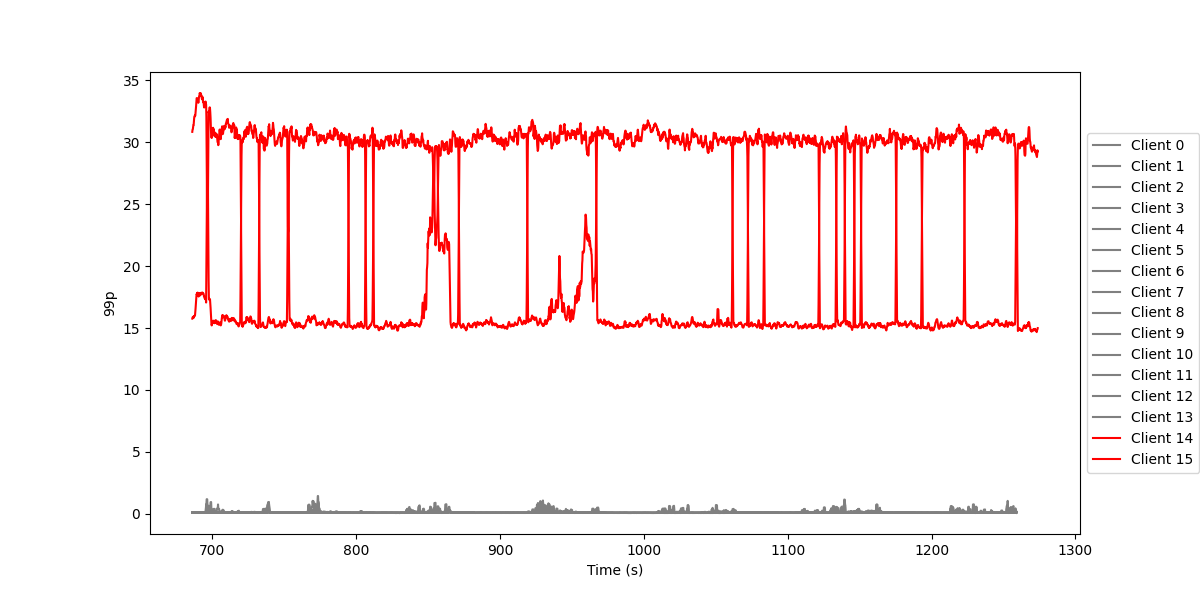 99p
35
30
25
20
15
10
5
0
700 800 900 1000 1100 1200 1300
Time (s)
Client 0
Client 1
Client 2
Client 3
Client 4
Client 5
Client 6
Client 7
Client 8
Client 9
Client 10
Client 11
Client 12
Client 13
Client 14
Client 15